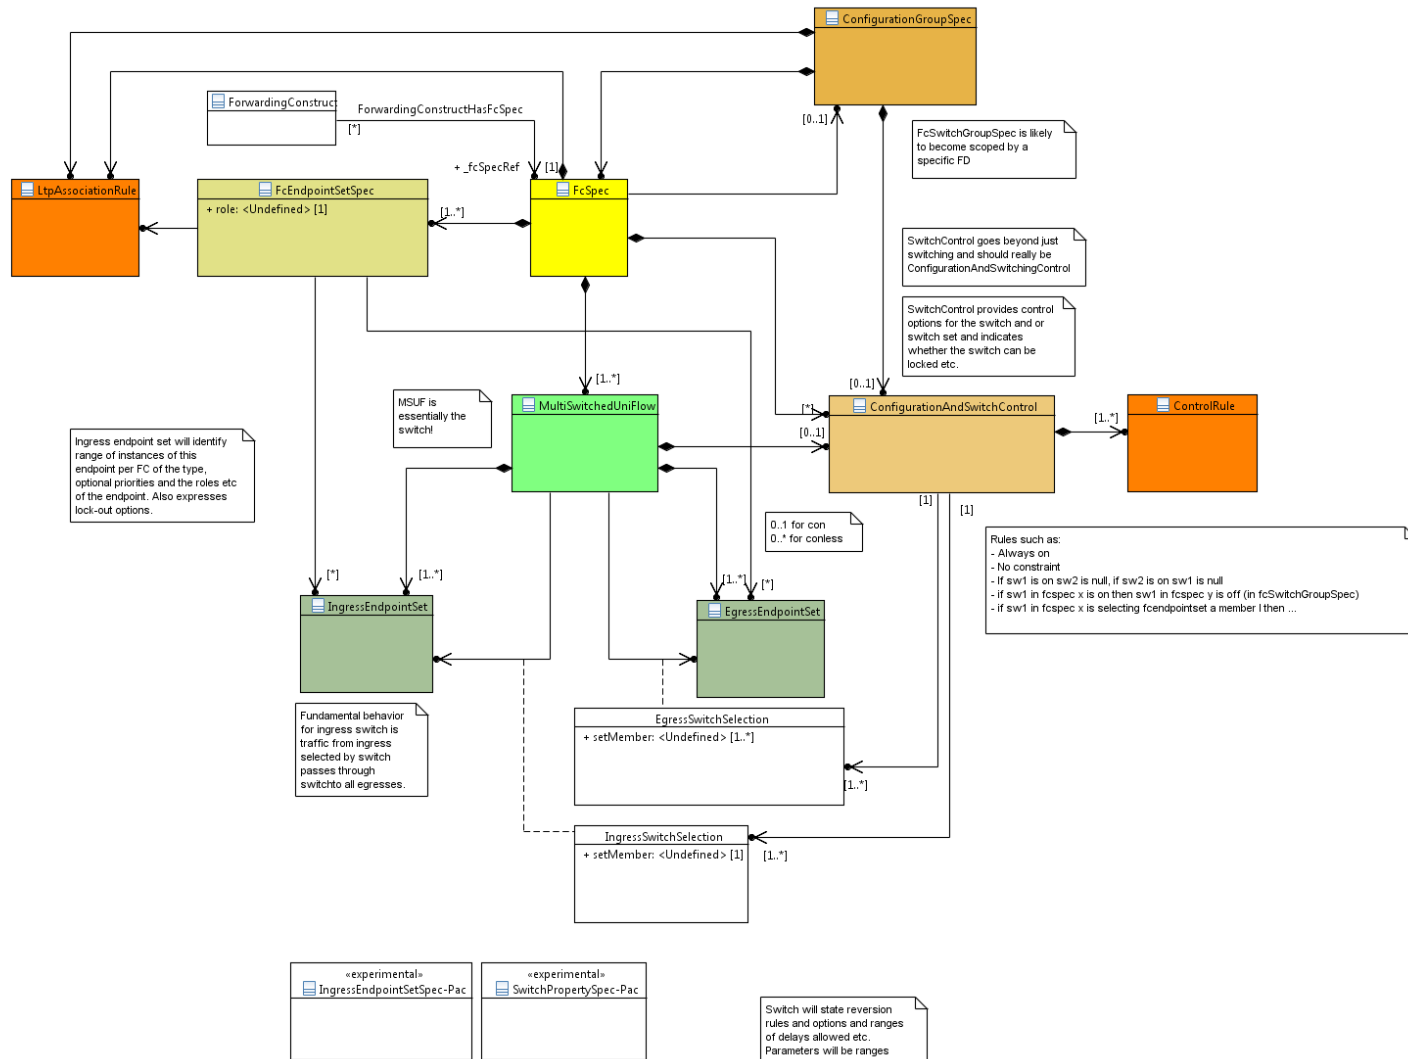 ConfigurationGroupSpec
ForwardingConstruct
ForwardingConstructHasFcSpec
[*]
[0..1]
FcSwitchGroupSpec is likely
to become scoped by a
specific FD
+ _fcSpecRef
[1]
LtpAssociationRule
FcEndpointSetSpec
+ role: <Undefined> [1]
[1..*]
FcSpec
SwitchControl goes beyond just
switching and should really be
ConfigurationAndSwitchingControl
SwitchControl provides control
options for the switch and or
switch set and indicates
whether the switch can be
locked etc.
[1..*]
[0..1]
MSUF is
essentially the
switch!
MultiSwitchedUniFlow
[*]
[0..1]
ConfigurationAndSwitchControl
[1..*]
ControlRule
Ingress endpoint set will identify
range of instances of this
endpoint per FC of the type,
optional priorities and the roles etc
of the endpoint. Also expresses
lock-out options.
[1]
[1]
0..1 for con
0..* for conless
Rules such as:
- Always on
- No constraint
- If sw1 is on sw2 is null, if sw2 is on sw1 is null
- if sw1 in fcspec x is on then sw1 in fcspec y is off (in fcSwitchGroupSpec)
- if sw1 in fcspec x is selecting fcendpointset a member I then ...
[*]
[1..*]
[1..*]
[*]
IngressEndpointSet
EgressEndpointSet
Fundamental behavior
for ingress switch is
traffic from ingress
selected by switch
passes through
switchto all egresses.
EgressSwitchSelection
+ setMember: <Undefined> [1..*]
[1..*]
IngressSwitchSelection
+ setMember: <Undefined> [1]
[1..*]
«experimental»
IngressEndpointSetSpec-Pac
«experimental»
SwitchPropertySpec-Pac
Switch will state reversion
rules and options and ranges
of delays allowed etc.
Parameters will be ranges